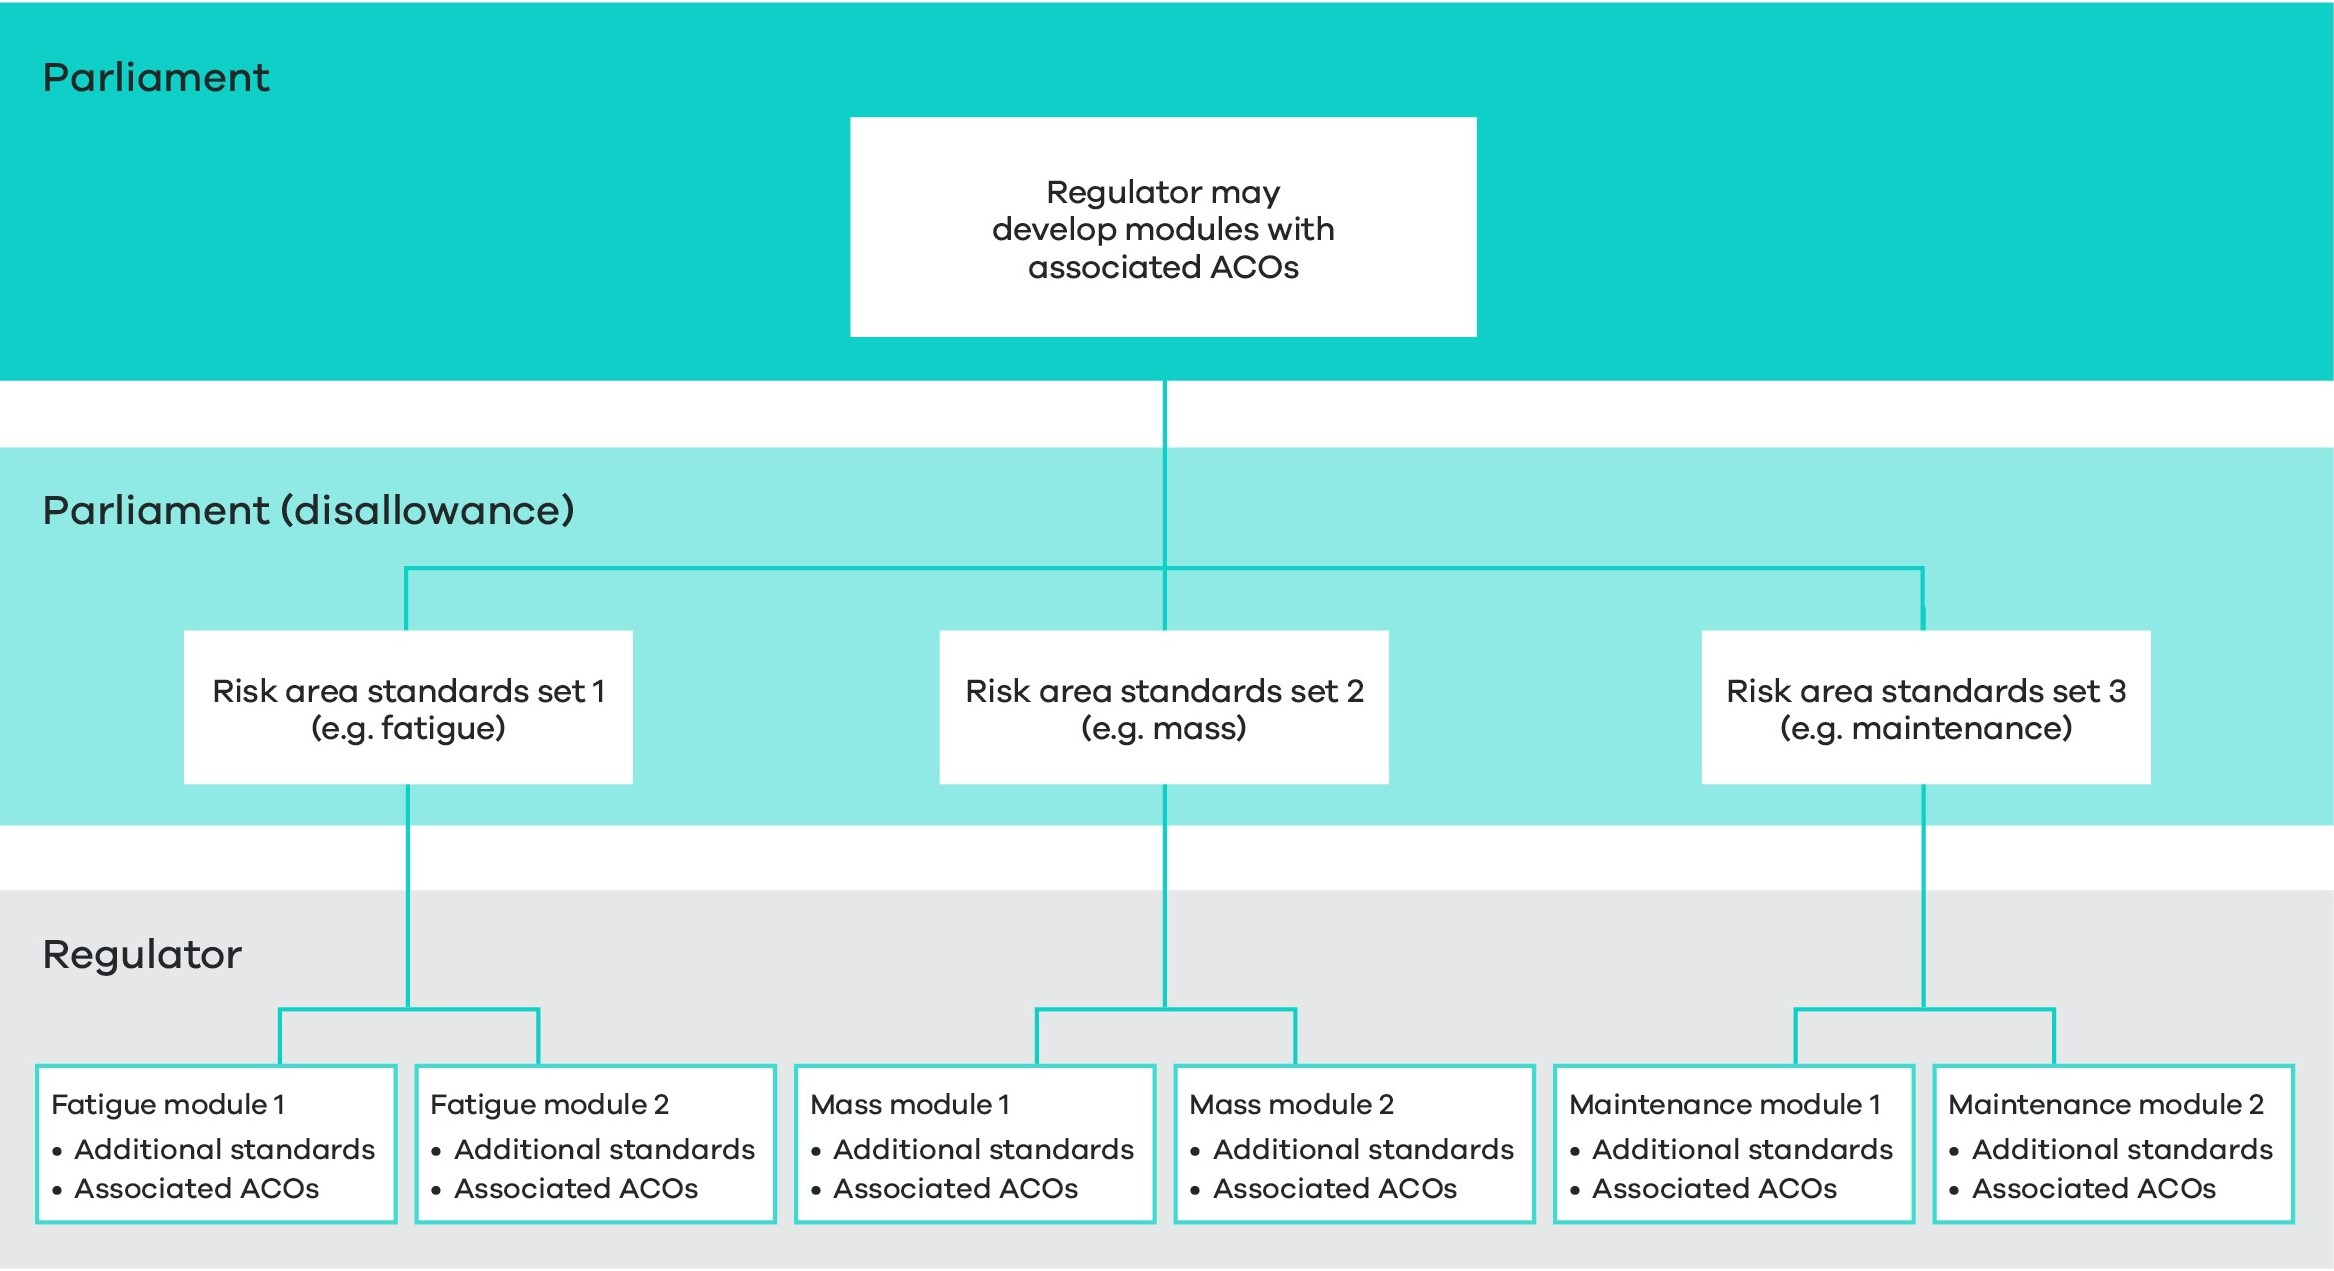 Parliament
Regulator may
develop modules with
associated ACOs
Parliament (disallowance)
Risk area standards set 1
(e.g. fatigue)
Risk area standards set 2
(e.g. mass)
Risk area standards set 3
(e.g. maintenance)
Regulator
Fatigue module 1
• Additional standards
• Associated ACOs
Fatigue module 2
• Additional standards
• Associated ACOs
Mass module 1
• Additional standards
• Associated ACOs
Mass module 2
• Additional standards
• Associated ACOs
Maintenance module 1
• Additional standards
• Associated ACOs
Maintenance module 2
• Additional standards
• Associated ACOs